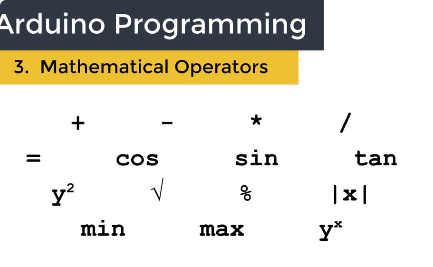 Arduino Programming
3. Mathematical Operators
+ - * /
= cos sin tan
y² √ % |x|
min max yˣ